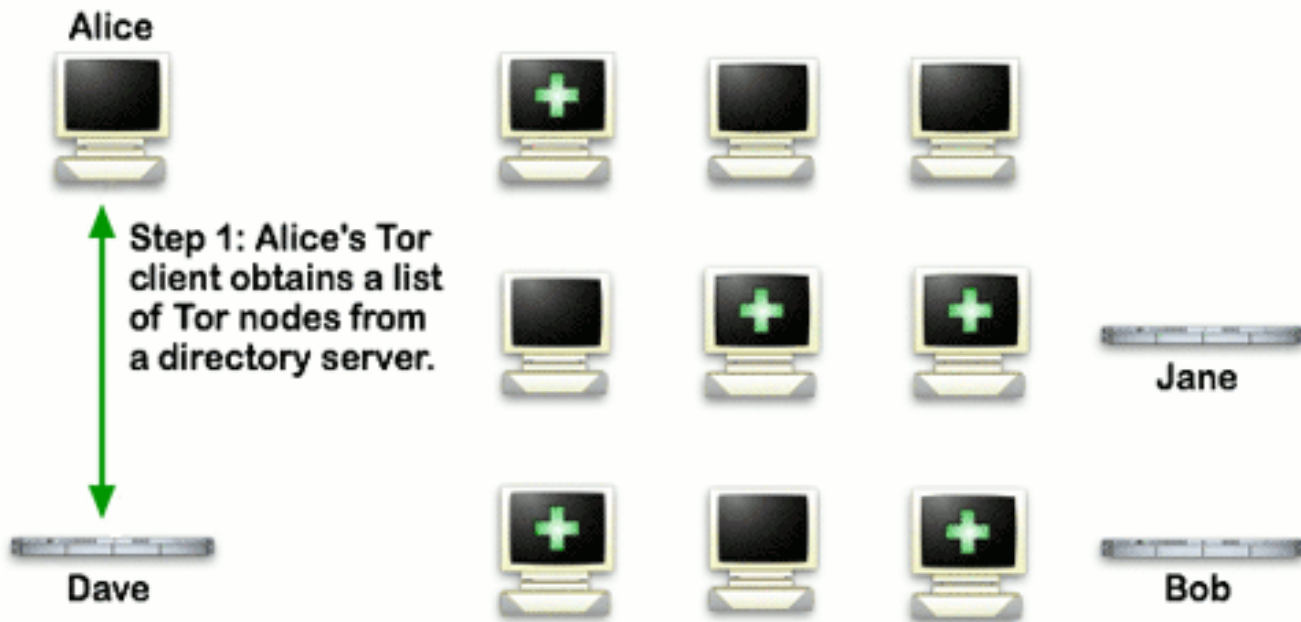 Alice
Step 1: Alice's Tor
client obtains a list
of Tor nodes from
a directory server.
Jane
Dave
Bob